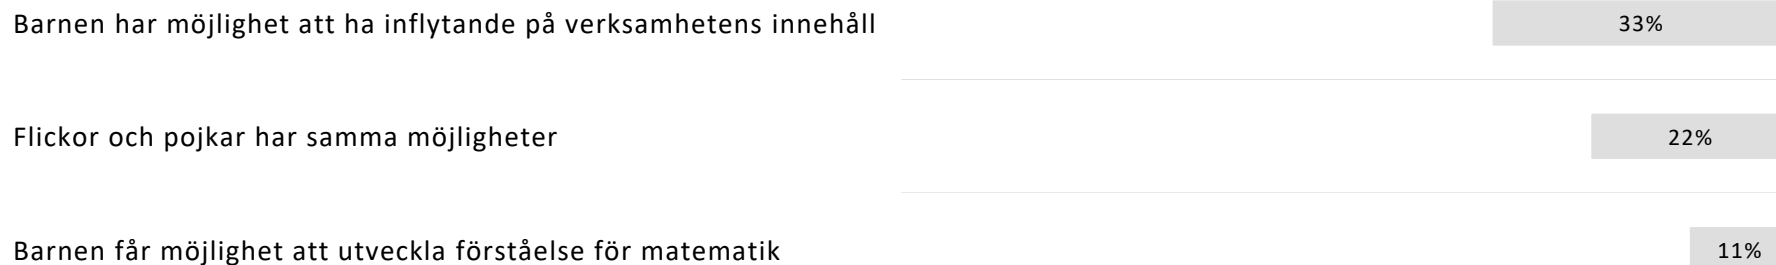 Barnen har möjlighet att ha inflytande på verksamhetens innehåll 33%
Flickor och pojkar har samma möjligheter 22%
Barnen får möjlighet att utveckla förståelse för matematik 11%